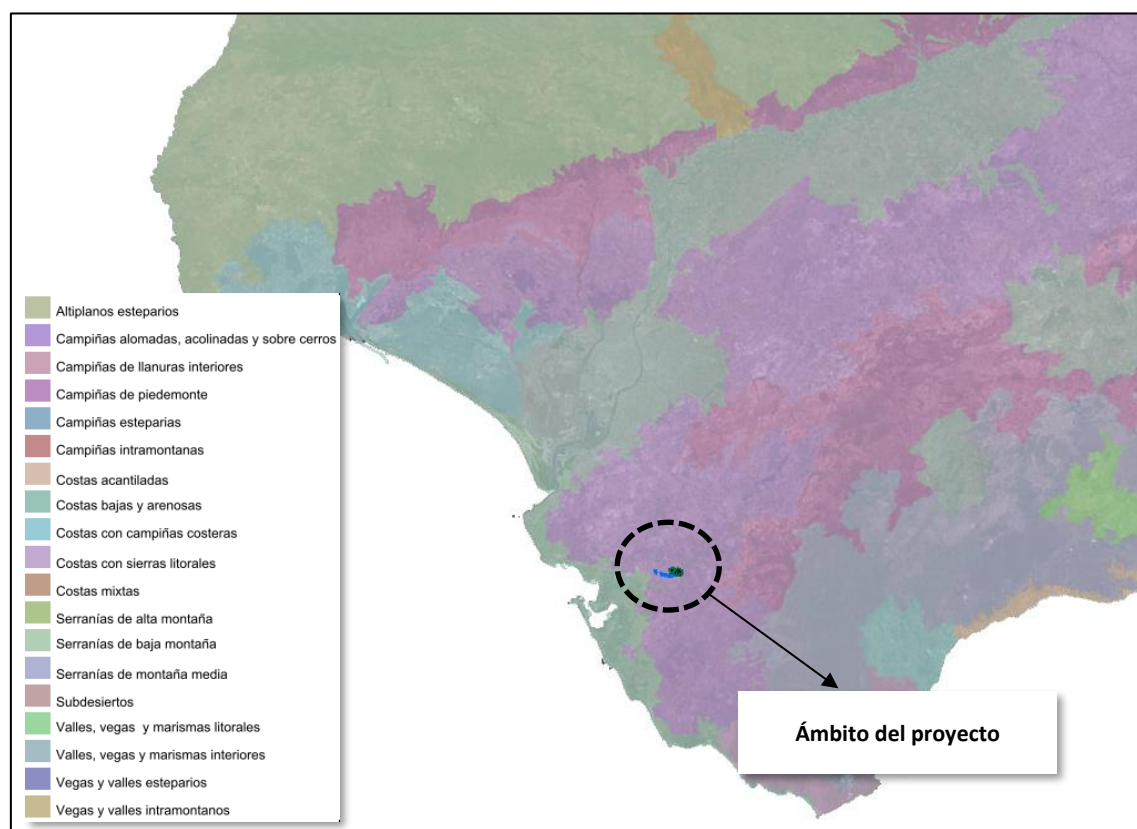 Altiplanos esteparios
Campiñas alomadas, acolinadas y sobre cerros
Campiñas de llanuras interiores
Campiñas de piedemonte
Campiñas esteparias
Campiñas intramontanas
Costas acantiladas
Costas bajas y arenosas
Costas con campiñas costeras
Costas con sierras litorales
Costas mixtas
Serranías de alta montaña
Serranías de baja montaña
Serranías de montaña media
Subdesiertos
Valles, vegas y marismas litorales
Valles, vegas y marismas interiores
Vegas y valles esteparios
Vegas y valles intramontanos
Ámbito del proyecto